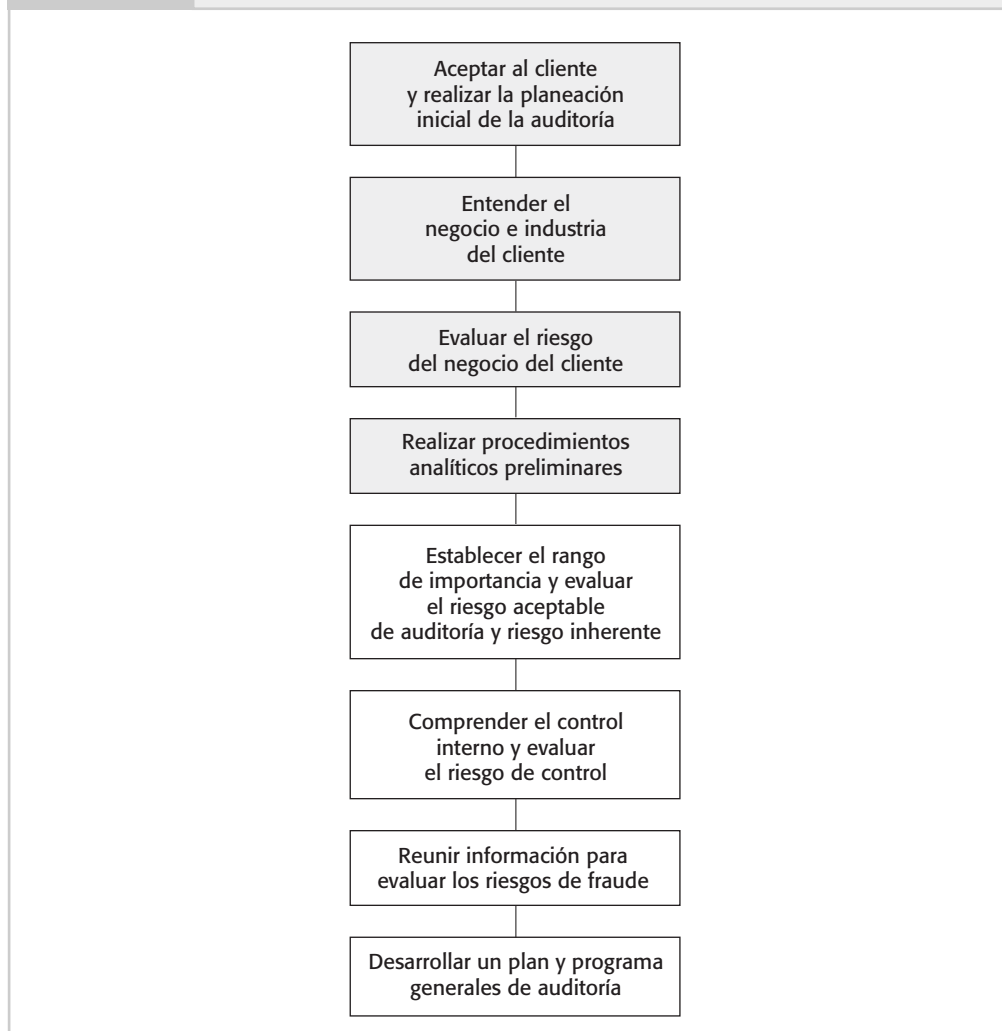 Aceptar al cliente
y realizar la planeación
inicial de la auditoría
Entender el
negocio e industria
del cliente
Evaluar el riesgo
del negocio del cliente
Realizar procedimientos
analíticos preliminares
Establecer el rango
de importancia y evaluar
el riesgo aceptable
de auditoría y riesgo inherente
Comprender el control
interno y evaluar
el riesgo de control
Reunir información para
evaluar los riesgos de fraude
Desarrollar un plan y programa
generales de auditoría